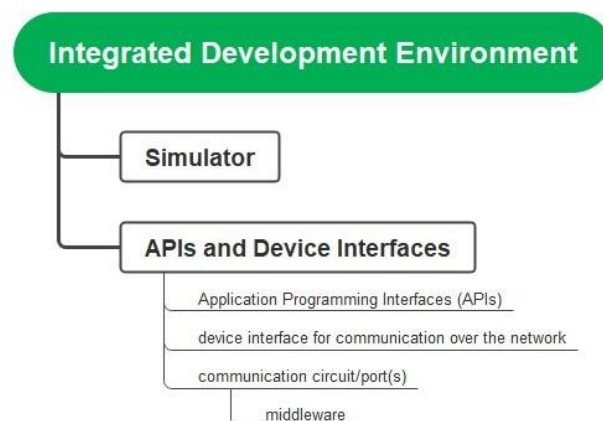 Integrated Development Environment
Simulator
APIs and Device Interfaces
Application Programming Interfaces (APIs)
device interface for communication over the network
communication circuit/port(s)
middleware